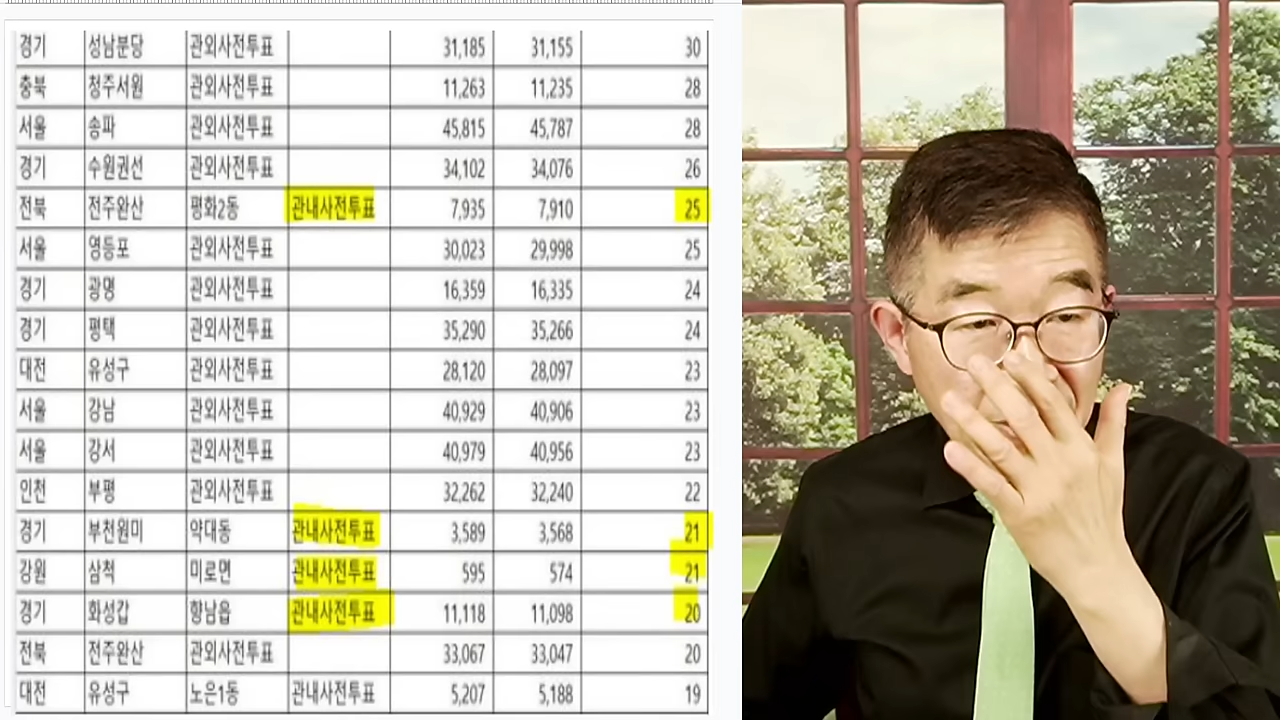 경기 성남분당 관외사전투표 31,185 31,155 30
충북 청주서원 관외사전투표 11,263 11,235 28
서울 송파 관외사전투표 45,815 45,787 28
경기 수원권선 관외사전투표 34,102 34,076 26
전북 전주완산 평화2동 관내사전투표 7,935 7,910 25
서울 영등포 관외사전투표 30,023 29,998 25
경기 광명 관외사전투표 16,359 16,335 24
경기 평택 관외사전투표 35,290 35,266 24
대전 유성구 관외사전투표 28,120 28,097 23
서울 강남 관외사전투표 40,929 40,906 23
서울 강서 관외사전투표 40,979 40,956 23
인천 부평 관외사전투표 32,262 32,240 22
경기 부천원미 약대동 관내사전투표 3,589 3,568 21
강원 삼척 미로면 관내사전투표 595 574 21
경기 화성갑 향남읍 관내사전투표 11,118 11,098 20
전북 전주완산 관외사전투표 33,067 33,047 20
대전 유성구 노은1동 관내사전투표 5,207 5,188 19